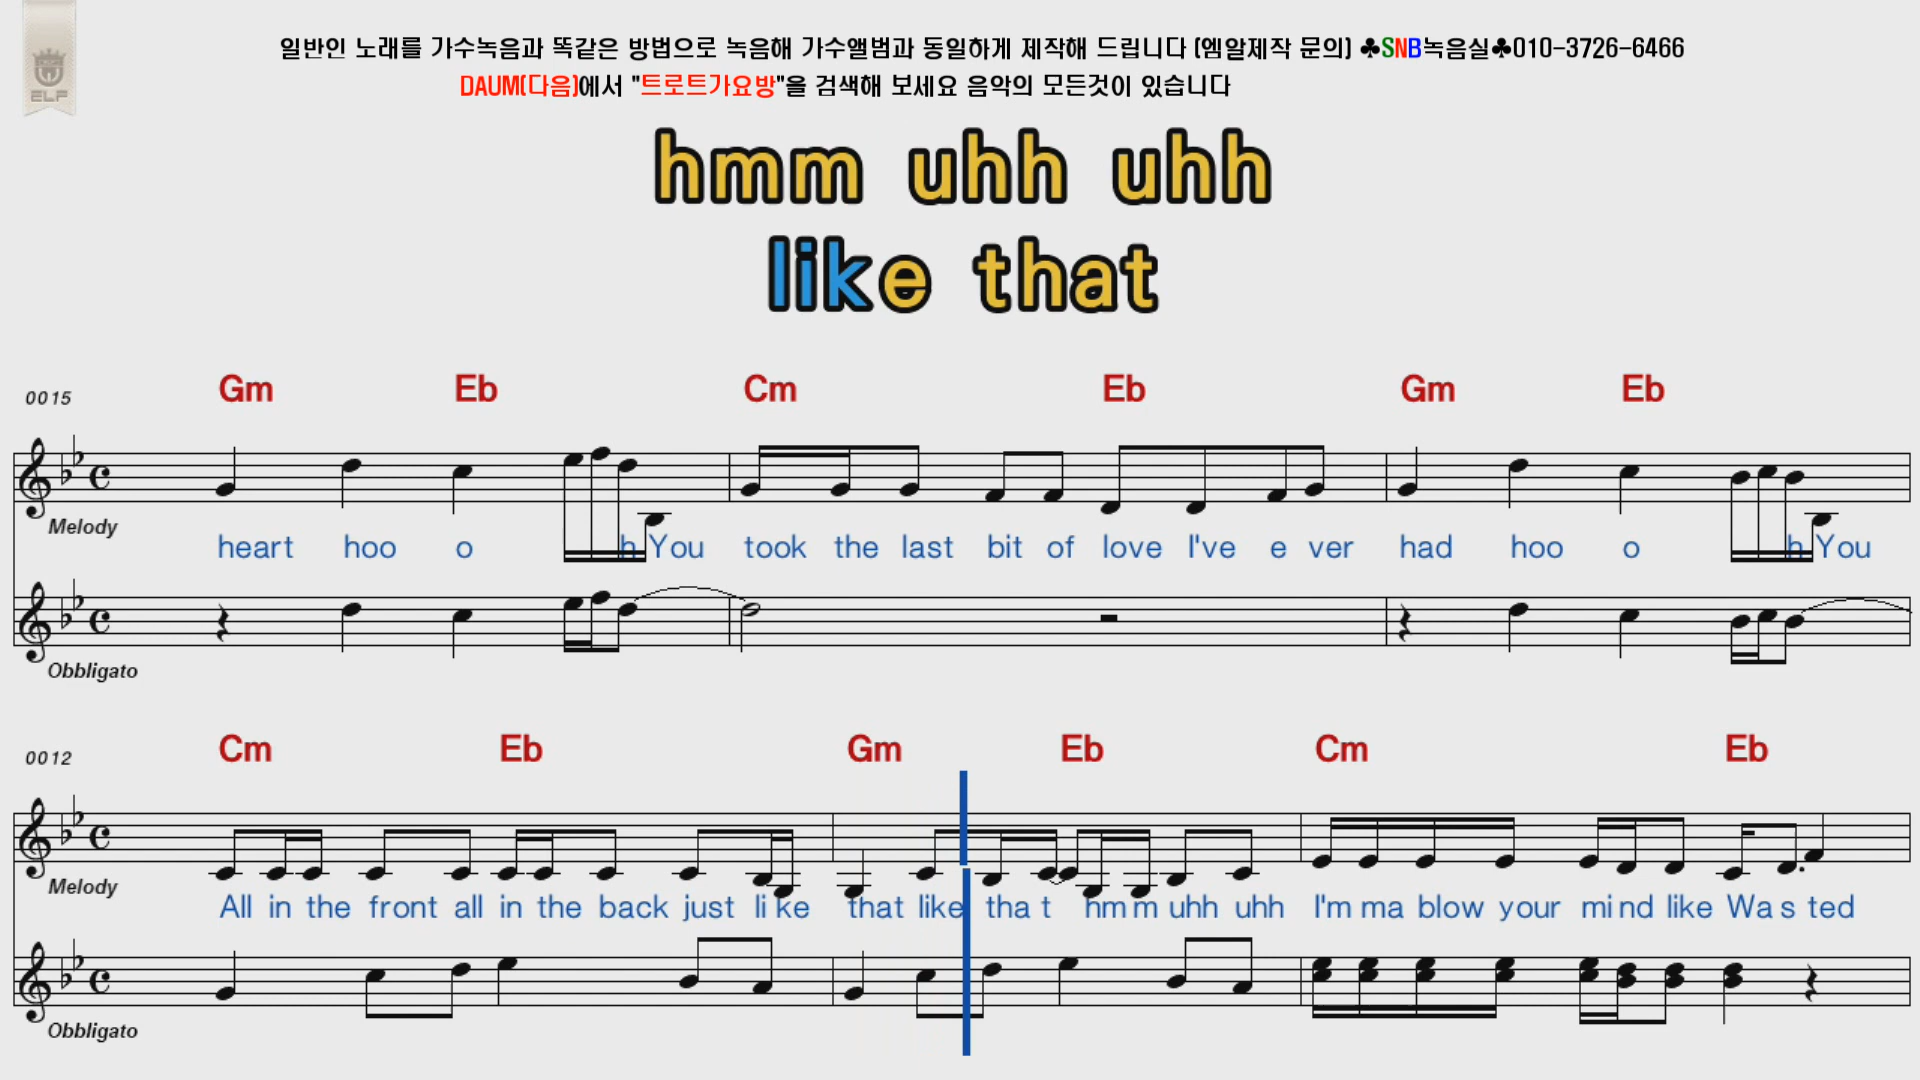 일반인 노래를 가수녹음과 똑같은 방법으로 녹음해 가수앨범과 동일하게 제작해 드립니다 (엠알제작 문의) ♣SNB녹음실♣010-3726-6466
DAUM(다음)에서 "트로트가요방"을 검색해 보세요 음악의 모든것이 있습니다
ELF
hmm uhh uhh
like that
0015 Gm Eb Cm Eb Gm Eb
Melody
heart hoo o h You took the last bit of love I've e ver had hoo o h You
Obbligato
0012 Cm Eb Gm Eb Cm Eb
Melody
All in the front all in the back just li ke that like tha t hm m uhh uhh I'm ma blow your mi nd like Wa s ted
Obbligato